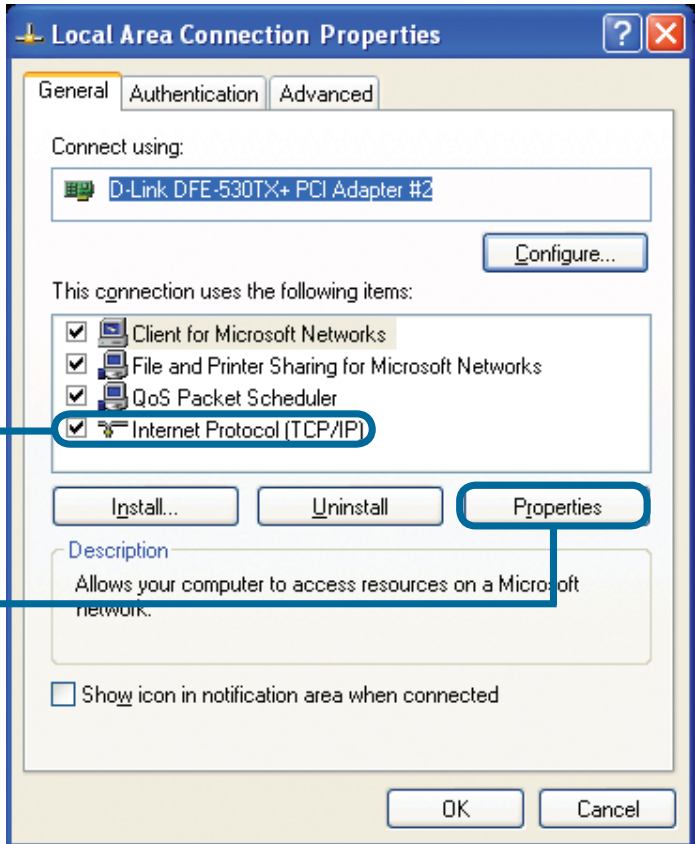 Local Area Connection Properties
General Authentication Advanced
Connect using:
D-Link DFE-530TX+ PCI Adapter #2
Configure...
This connection uses the following items:
Client for Microsoft Networks
File and Printer Sharing for Microsoft Networks
QoS Packet Scheduler
Internet Protocol (TCP/IP)
Install... Uninstall Properties
Description
Allows your computer to access resources on a Microsoft
network.
Show icon in notification area when connected
OK Cancel